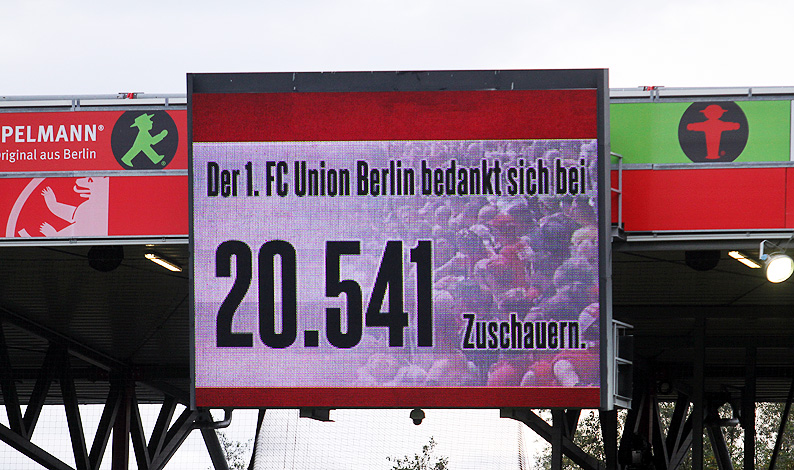 PELMANN®
Original aus Berlin
Der 1. FC Union Berlin bedankt sich bei
20.541
Zuschauern.